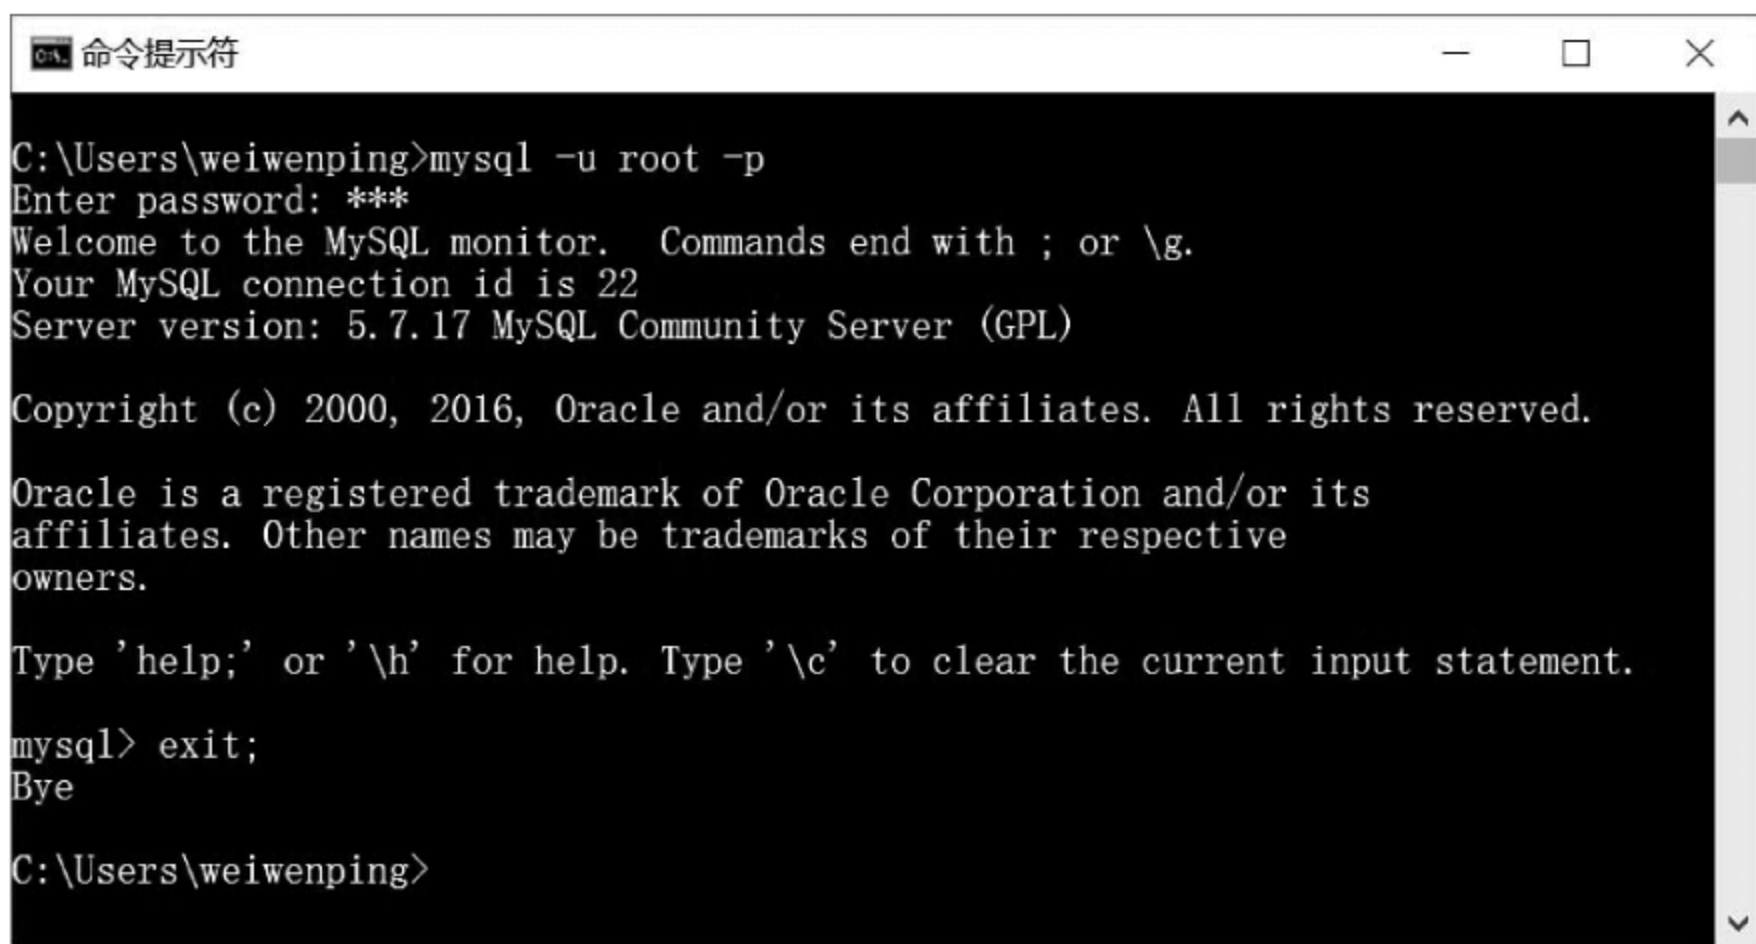 命令提示符
C:\Users\weiwenping>mysql -u root -p
Enter password: ***
Welcome to the MySQL monitor.  Commands end with ; or \g.
Your MySQL connection id is 22
Server version: 5.7.17 MySQL Community Server (GPL)
Copyright (c) 2000, 2016, Oracle and/or its affiliates. All rights reserved.
Oracle is a registered trademark of Oracle Corporation and/or its
affiliates. Other names may be trademarks of their respective
owners.
Type 'help;' or '\h' for help. Type '\c' to clear the current input statement.
mysql> exit;
Bye
C:\Users\weiwenping>